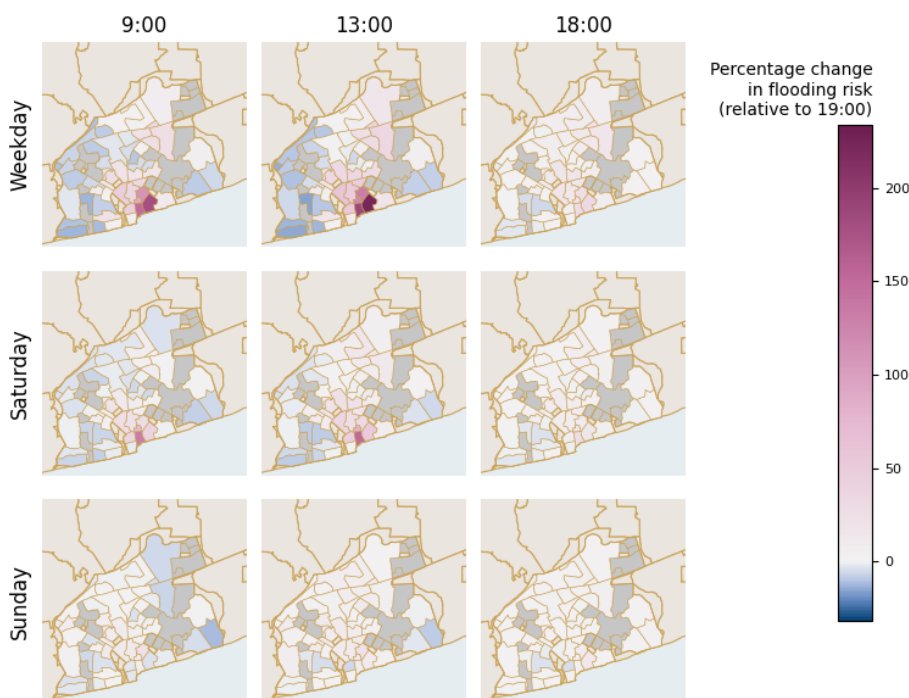 9:00
13:00
18:00
Percentage change
in flooding risk
(relative to 19:00)
Weekday
Saturday
Sunday
200
150
100
50
0